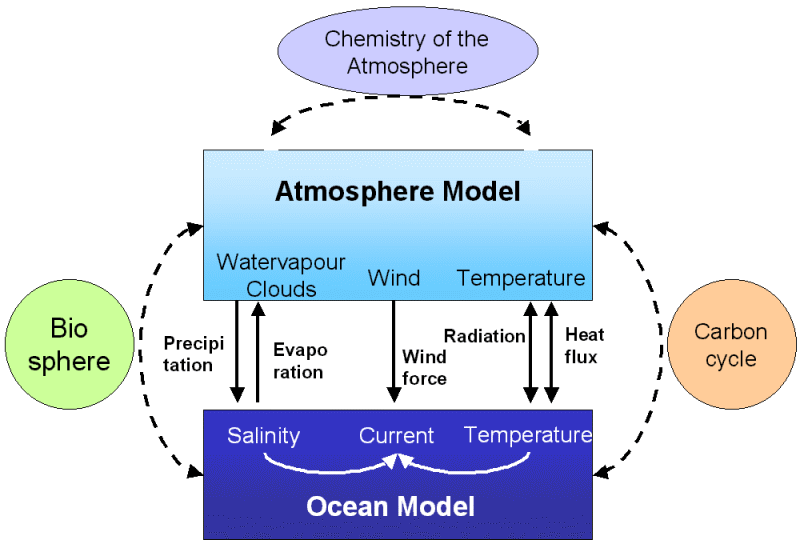 Chemistry of the
Atmosphere
Atmosphere Model
Watervapour
Clouds
Wind
Temperature
Bio
sphere
Precipi
tation
Evapo
ration
Wind
force
Radiation
Heat
flux
Carbon
cycle
Salinity
Current
Temperature
Ocean Model